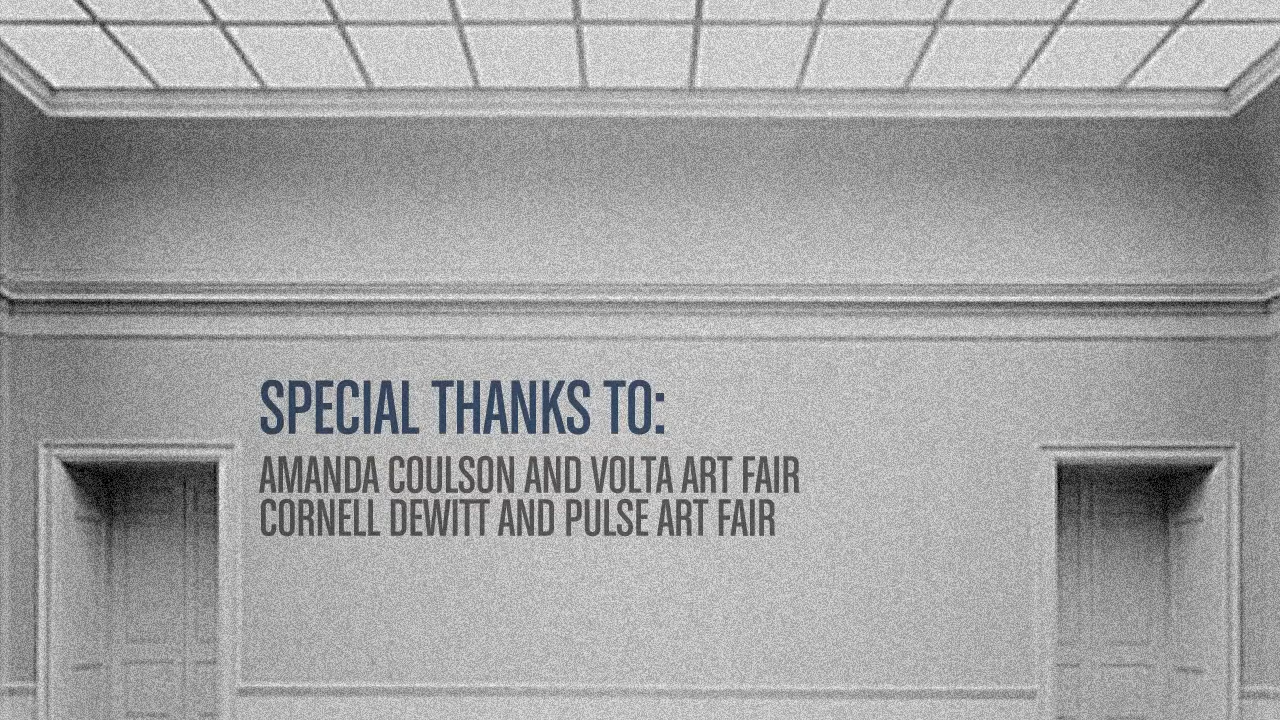 SPECIAL THANKS TO:
AMANDA COULSON AND VOLTA ART FAIR
CORNELL DEWITT AND PULSE ART FAIR